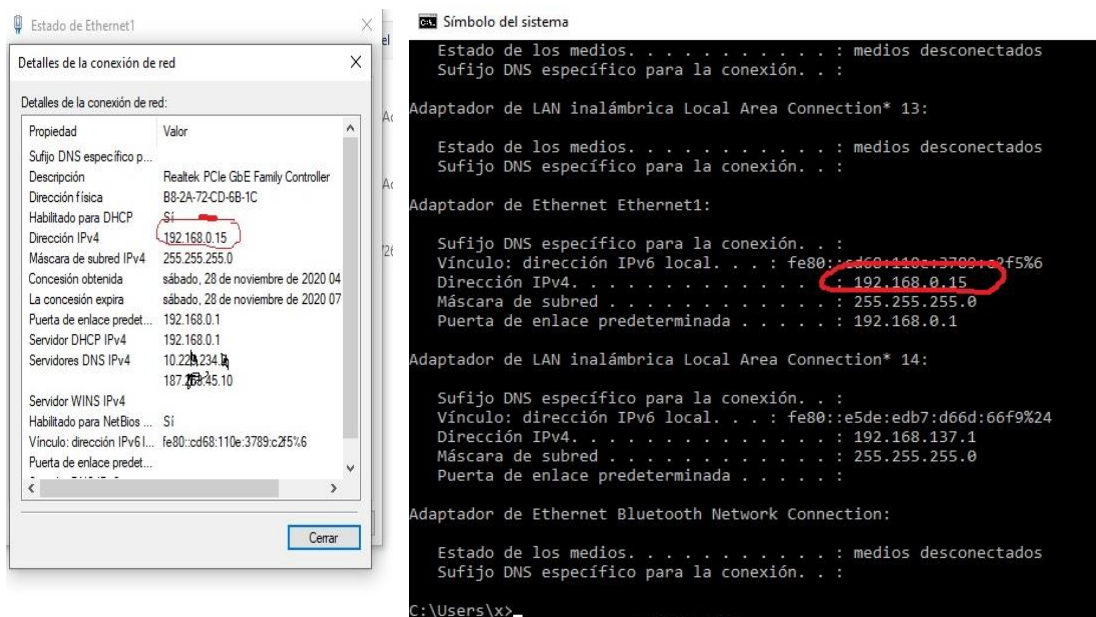 Estado de Ethernet1
Detalles de la conexión de red
Detalles de la conexión de red:
Propiedad Valor
Sufijo DNS específico p...
Descripción Realtek PCIe GbE Family Controller
Dirección física B8-2A-72-CD-6B-1C
Habilitado para DHCP Sí
Dirección IPv4 192.168.0.15
Máscara de subred IPv4 255.255.255.0
Concesión obtenida sábado, 28 de noviembre de 2020 04
La concesión expira sábado, 28 de noviembre de 2020 07
Puerta de enlace predet... 192.168.0.1
Servidor DHCP IPv4 192.168.0.1
Servidores DNS IPv4
Servidor WINS IPv4
Habilitado para NetBios ... Sí
Vínculo: dirección IPv6 l... fe80::cd68:110e:3789:c2f5%6
Puerta de enlace predet...
Cerrar
Símbolo del sistema
Estado de los medios. . . . . . . . . . . : medios desconectados
Sufijo DNS específico para la conexión. . :
Adaptador de LAN inalámbrica Local Area Connection* 13:
Estado de los medios. . . . . . . . . . . : medios desconectados
Sufijo DNS específico para la conexión. . :
Adaptador de Ethernet Ethernet1:
Sufijo DNS específico para la conexión. . :
Vínculo: dirección IPv6 local. . . : fe80::cd68:110e:3789:c2f5%6
Dirección IPv4. . . . . . . . . . . . . . : 192.168.0.15
Máscara de subred . . . . . . . . . . . . : 255.255.255.0
Puerta de enlace predeterminada . . . . . : 192.168.0.1
Adaptador de LAN inalámbrica Local Area Connection* 14:
Sufijo DNS específico para la conexión. . :
Vínculo: dirección IPv6 local. . . : fe80::e5de:edb7:d66d:66f9%24
Dirección IPv4. . . . . . . . . . . . . . : 192.168.137.1
Máscara de subred . . . . . . . . . . . . : 255.255.255.0
Puerta de enlace predeterminada . . . . . :
Adaptador de Ethernet Bluetooth Network Connection:
Estado de los medios. . . . . . . . . . . : medios desconectados
Sufijo DNS específico para la conexión. . :
C:\Users\x>